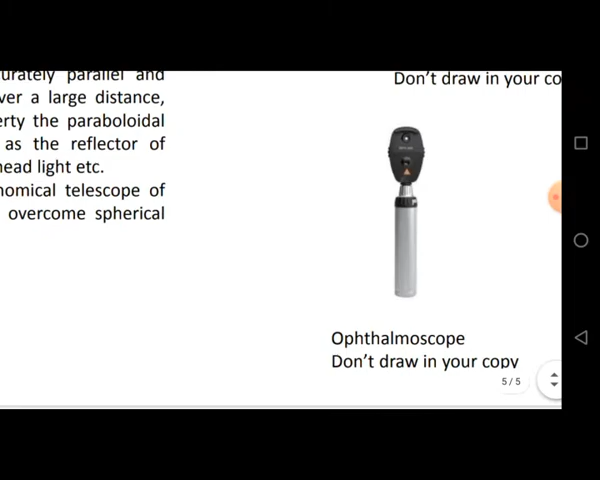 urately parallel and
ver a large distance,
erty the paraboloidal
as the reflector of
head light etc.
nomical telescope of
overcome spherical
Don't draw in your co
Ophthalmoscope
Don't draw in your copy
5/5